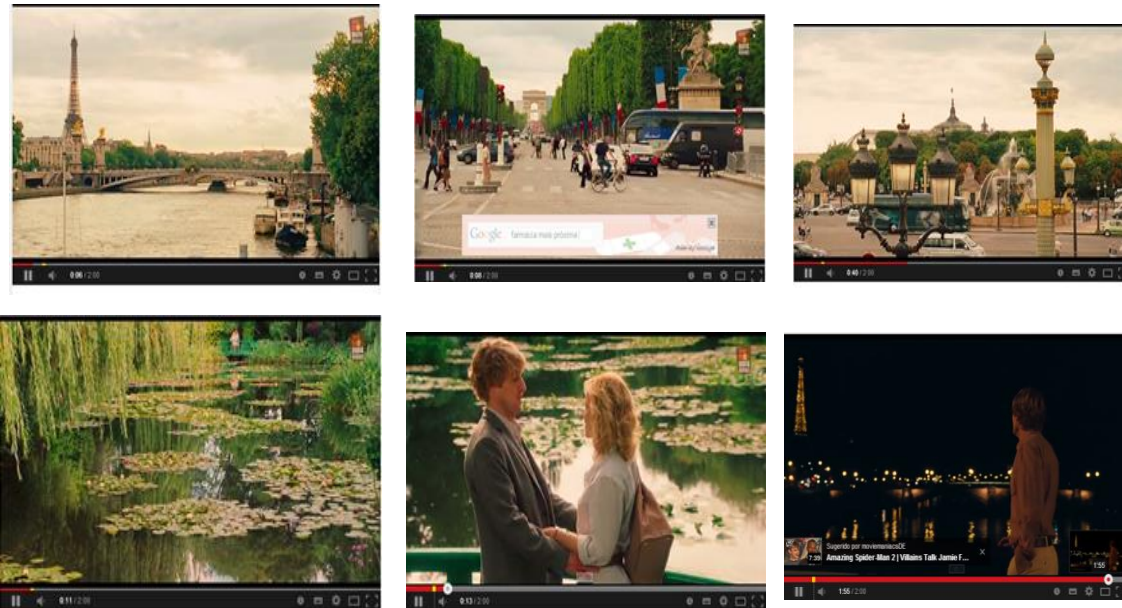 0:06 / 2:00
Google farmácia mais próxima
0:08 / 2:00
0:40 / 2:00
0:11 / 2:00
0:13 / 2:00
7:39
Sugerido por moviemaniacsDE
Amazing Spider-Man 2 | Villains Talk Jamie F...
X
1:55
1:55 / 2:00